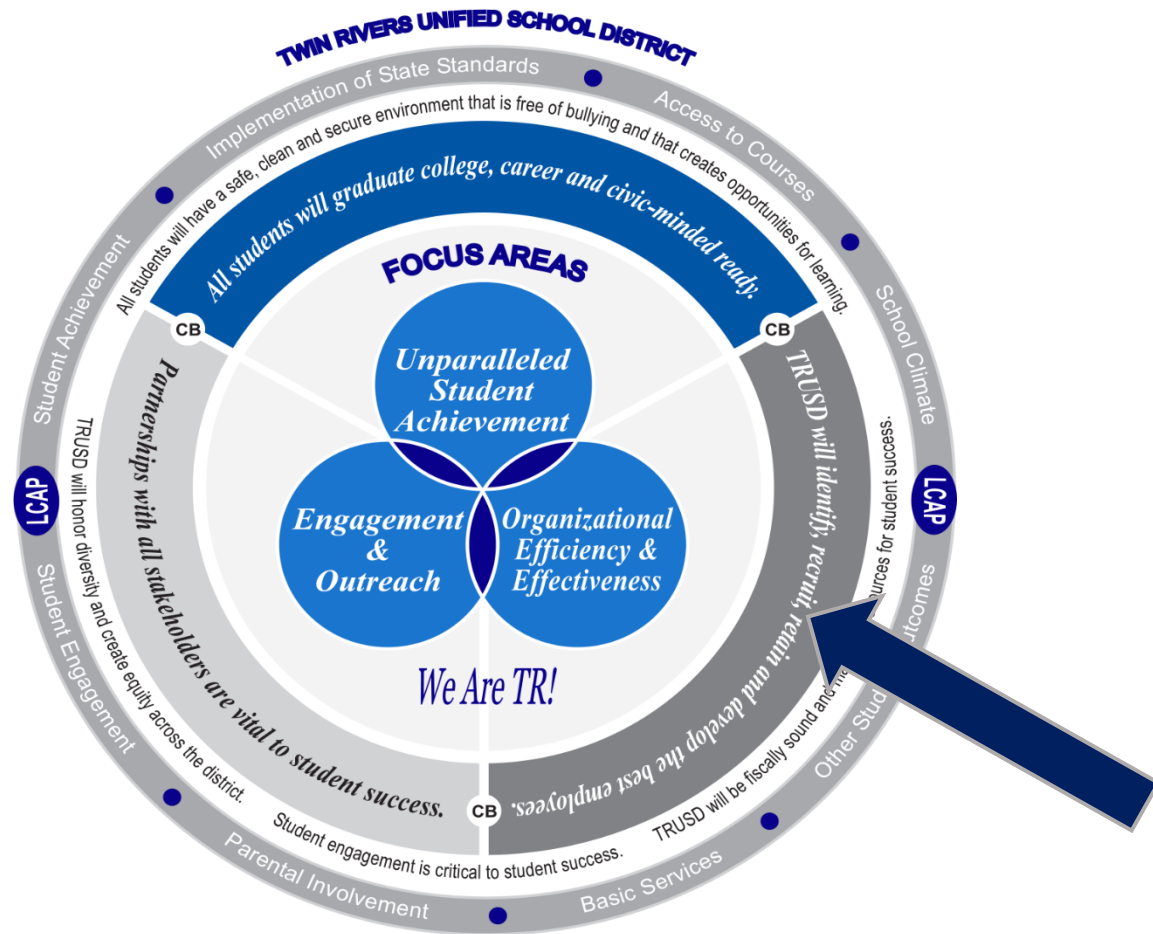 TWIN RIVERS UNIFIED SCHOOL DISTRICT
Implementation of State Standards
Access to Courses
School Climate
LCAP
Other Outcomes
Basic Services
Parental Involvement
Student Engagement
LCAP
Student Achievement
All students will have a safe, clean and secure environment that is free of bullying and that creates opportunities for learning.
TRUSD will be fiscally sound and for student success.
Student engagement is critical to student success.
TRUSD will honor diversity and create equity across the district.
All students will graduate college, career and civic-minded ready.
CB
CB
TRUSD will identify, recruit, retain and develop the best employees.
CB
Partnerships with all stakeholders are vital to student success.
FOCUS AREAS
Unparalleled
Student
Achievement
Engagement
&
Outreach
Organizational
Efficiency &
Effectiveness
We Are TR!